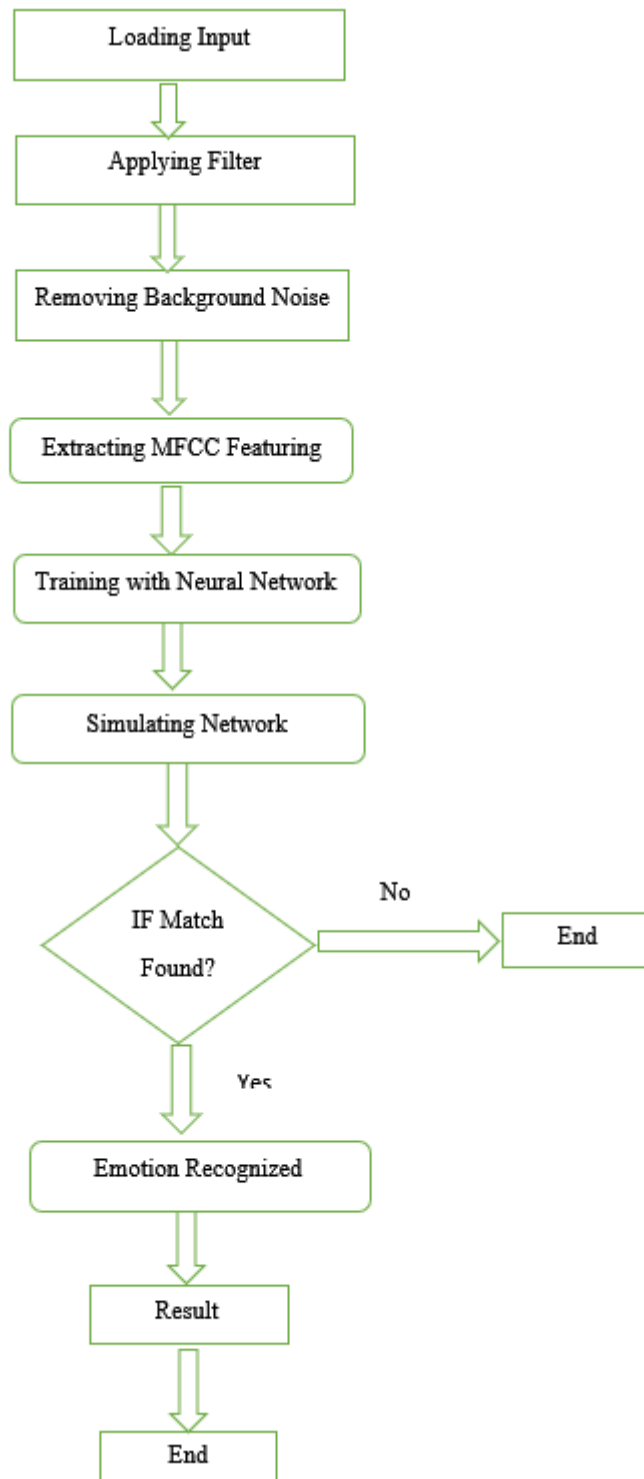 Loading Input
Applying Filter
Removing Background Noise
Extracting MFCC Featuring
Training with Neural Network
Simulating Network
IF Match
Found?
No
End
Yes
Emotion Recognized
Result
End